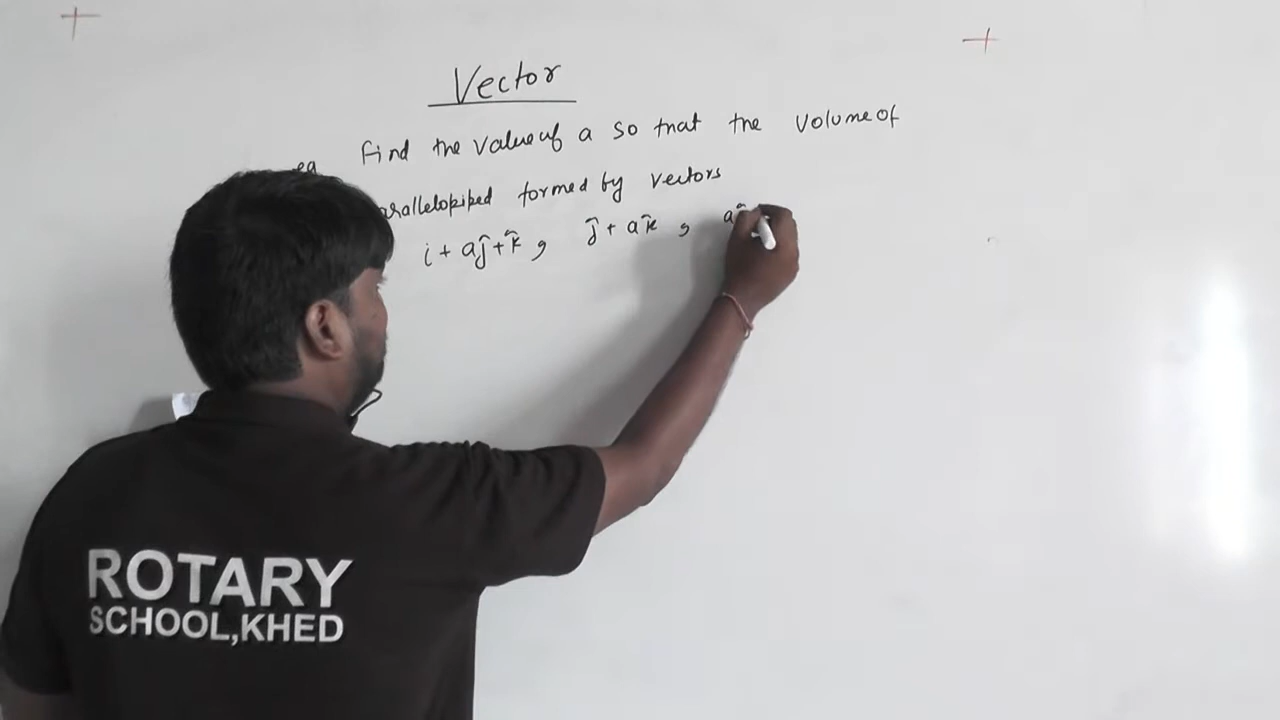 Vector
Find the value of a so that the volume of
parallelopiped formed by vectors
i + aĵ + k̂ , ĵ + ak̂ ,
ROTARY
SCHOOL,KHED